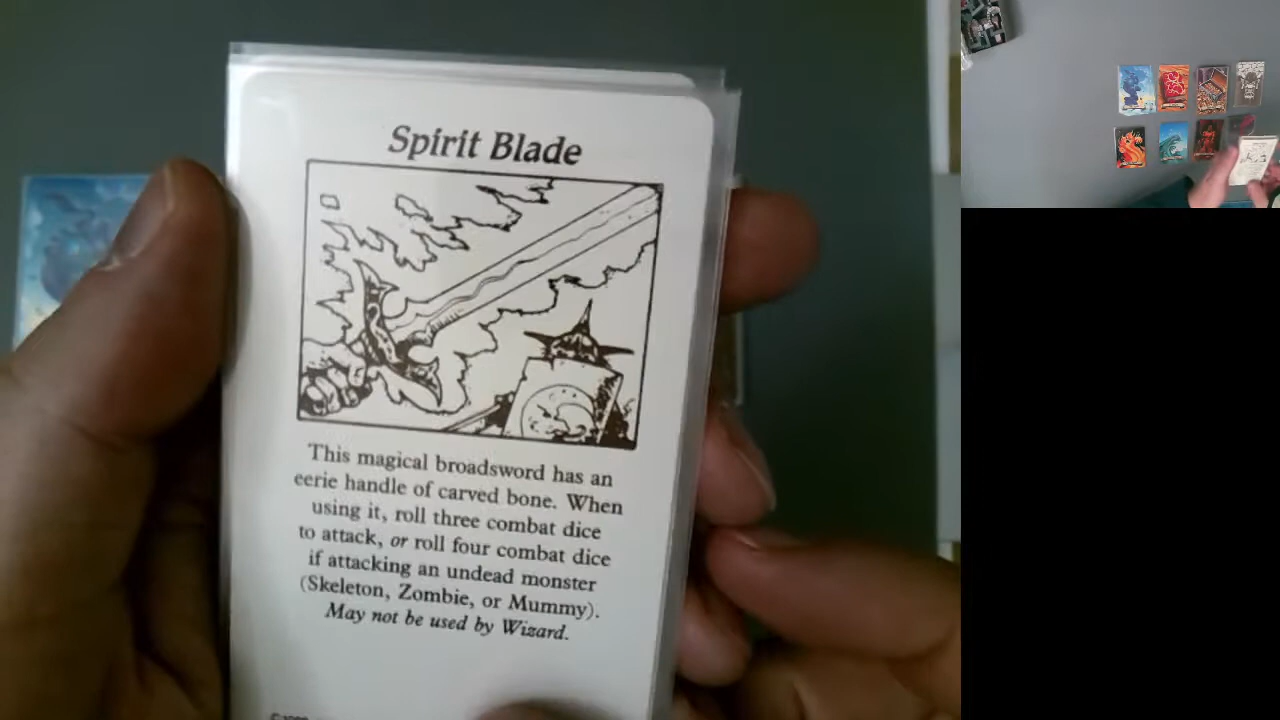 Spirit Blade
This magical broadsword has an
eerie handle of carved bone. When
using it, roll three combat dice
to attack, or roll four combat dice
if attacking an undead monster
(Skeleton, Zombie, or Mummy).
May not be used by Wizard.